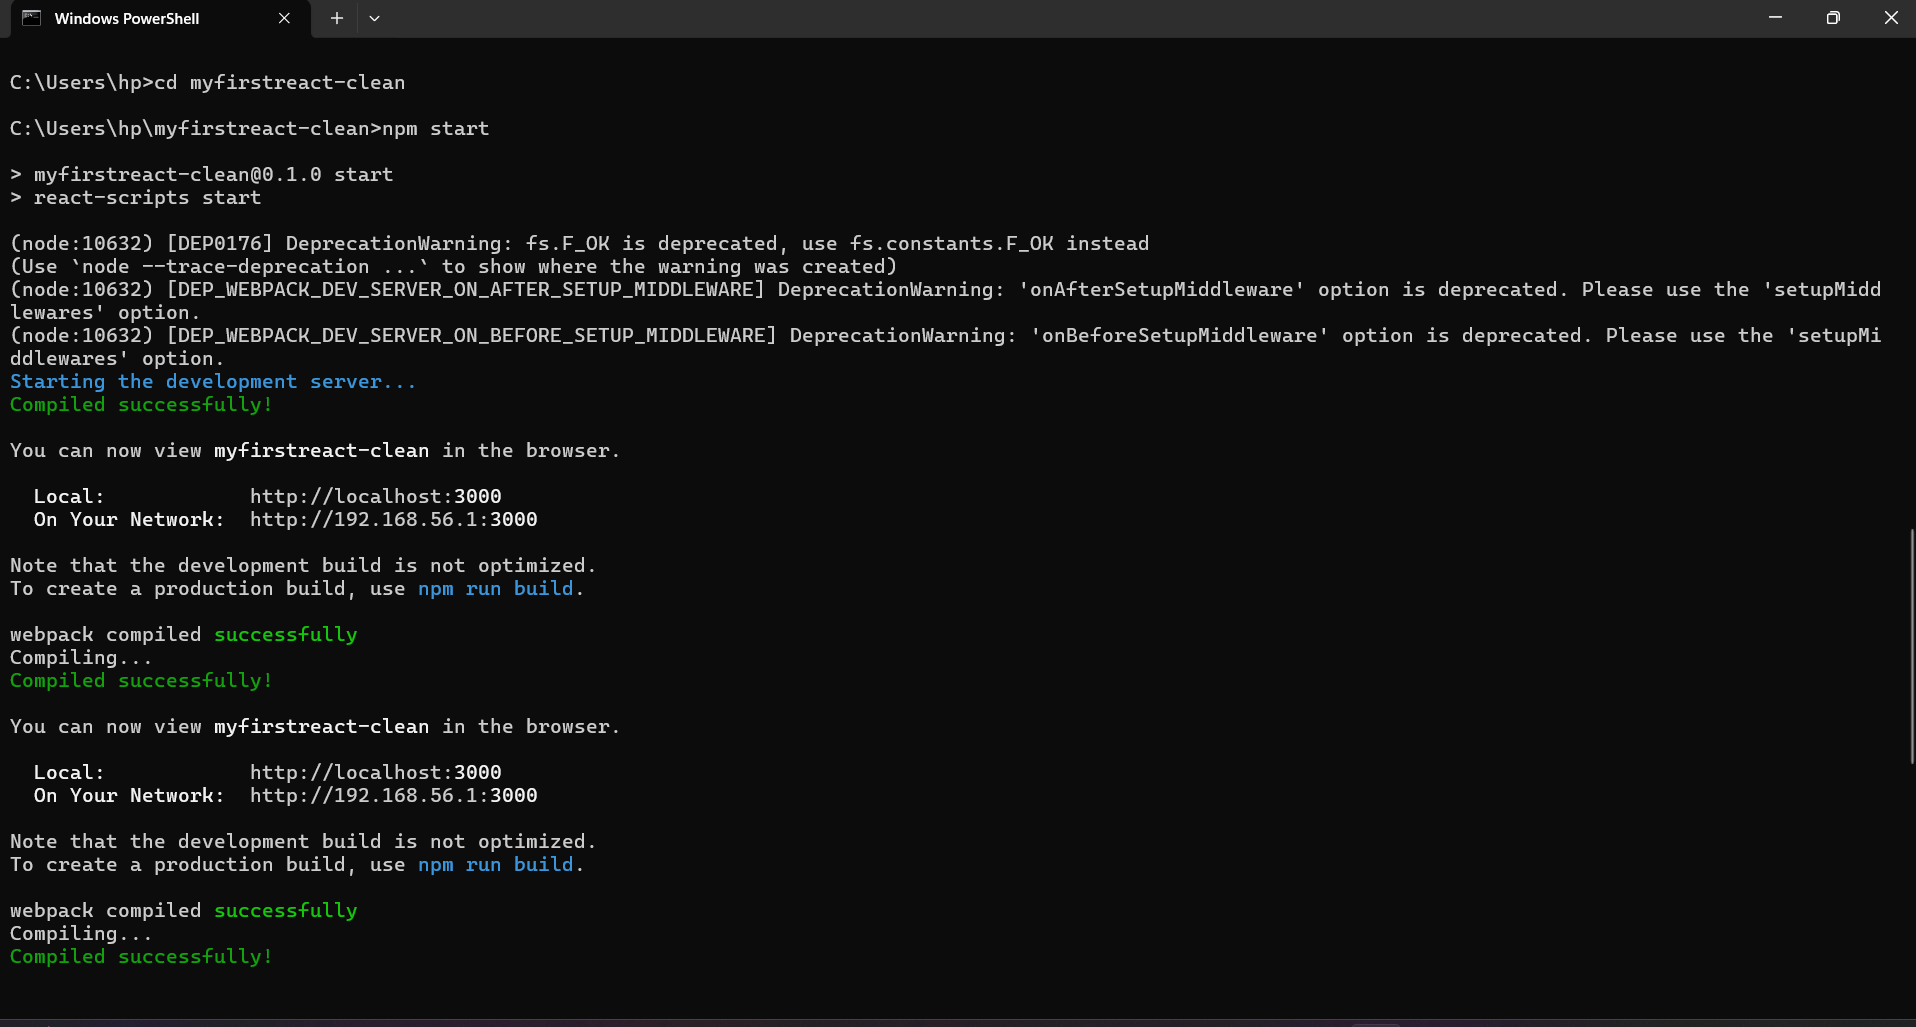 Windows PowerShell
C:\Users\hp>cd myfirstreact-clean
C:\Users\hp\myfirstreact-clean>npm start
> myfirstreact-clean@0.1.0 start
> react-scripts start
(node:10632) [DEP0176] DeprecationWarning: fs.F_OK is deprecated, use fs.constants.F_OK instead
(Use `node --trace-deprecation ...` to show where the warning was created)
(node:10632) [DEP_WEBPACK_DEV_SERVER_ON_AFTER_SETUP_MIDDLEWARE] DeprecationWarning: 'onAfterSetupMiddleware' option is deprecated. Please use the 'setupMidd
lewares' option.
(node:10632) [DEP_WEBPACK_DEV_SERVER_ON_BEFORE_SETUP_MIDDLEWARE] DeprecationWarning: 'onBeforeSetupMiddleware' option is deprecated. Please use the 'setupMi
ddlewares' option.
Starting the development server...
Compiled successfully!
You can now view myfirstreact-clean in the browser.
Local: http://localhost:3000
On Your Network: http://192.168.56.1:3000
Note that the development build is not optimized.
To create a production build, use npm run build.
webpack compiled successfully
Compiling...
Compiled successfully!
You can now view myfirstreact-clean in the browser.
Local: http://localhost:3000
On Your Network: http://192.168.56.1:3000
Note that the development build is not optimized.
To create a production build, use npm run build.
webpack compiled successfully
Compiling...
Compiled successfully!